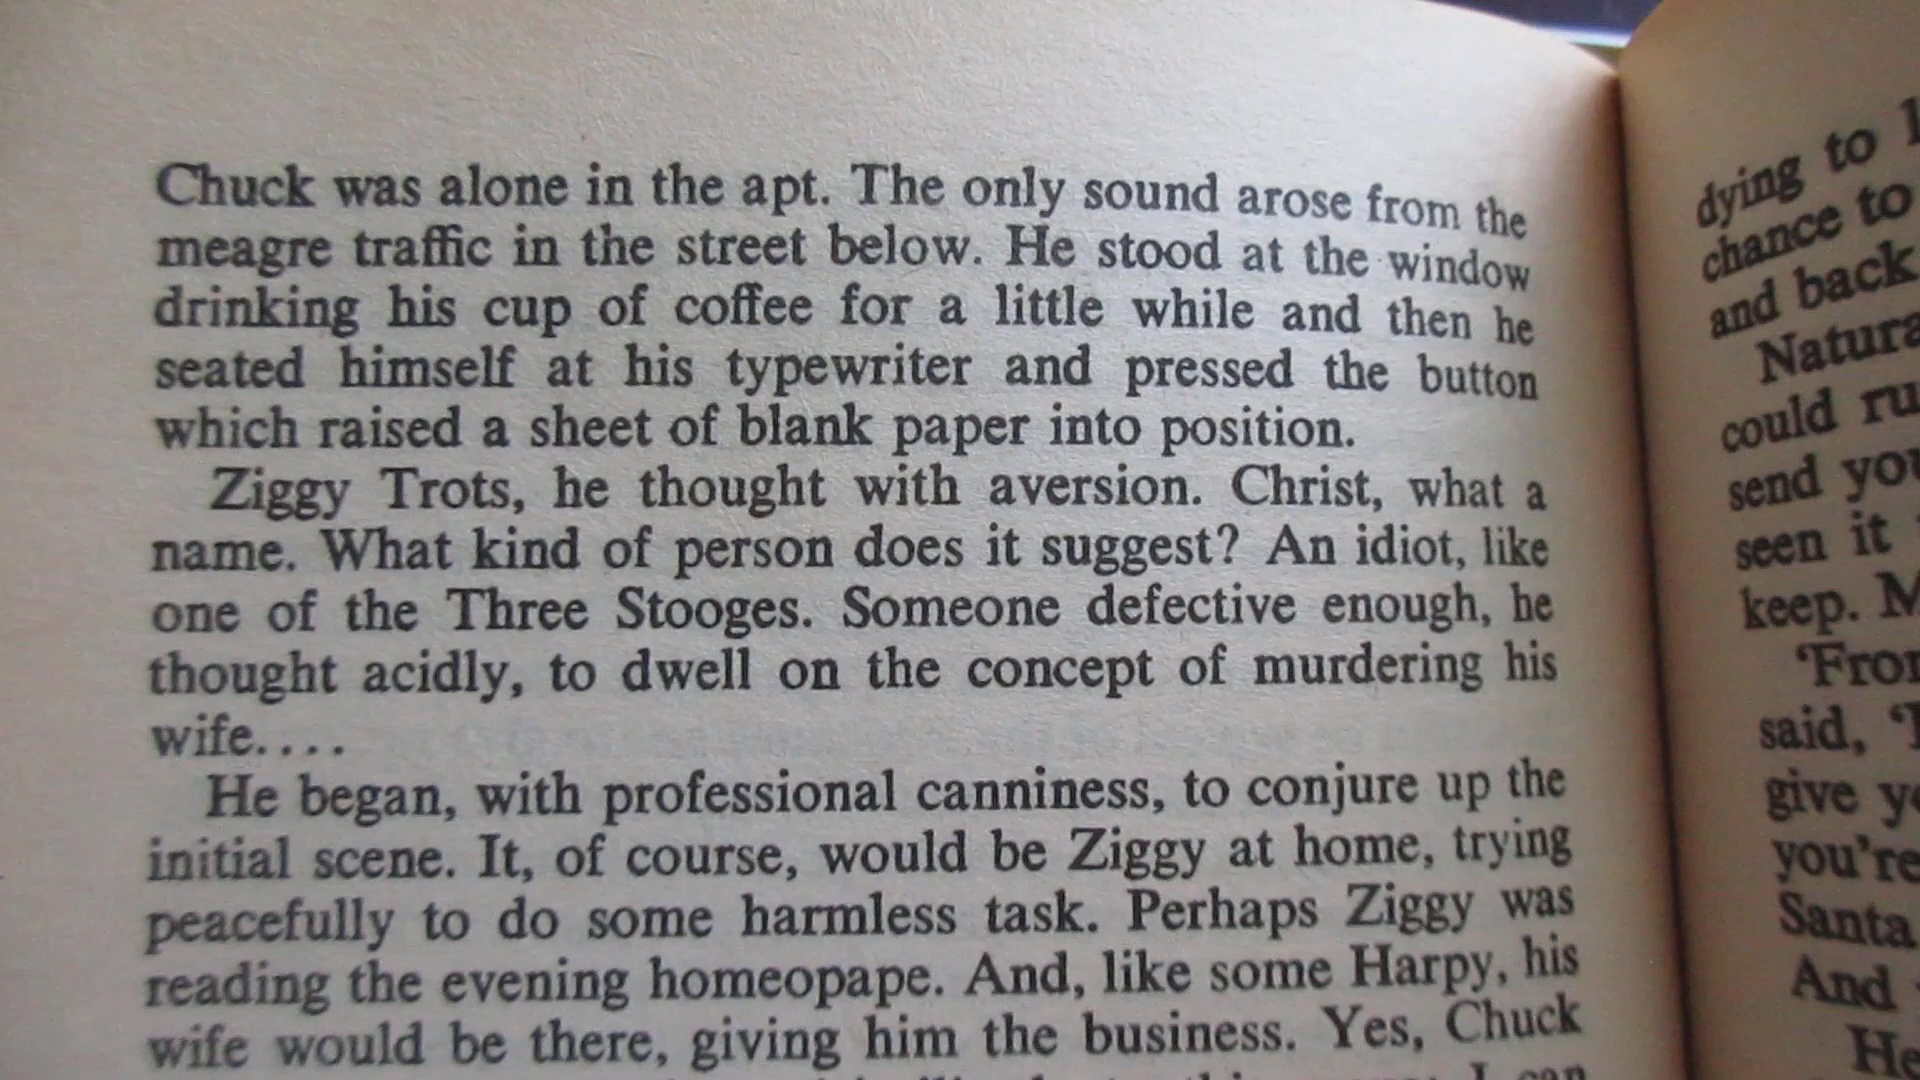 Chuck was alone in the apt. The only sound arose from the
meagre traffic in the street below. He stood at the window
drinking his cup of coffee for a little while and then he
seated himself at his typewriter and pressed the button
which raised a sheet of blank paper into position.
Ziggy Trots, he thought with aversion. Christ, what a
name. What kind of person does it suggest? An idiot, like
one of the Three Stooges. Someone defective enough, he
thought acidly, to dwell on the concept of murdering his
wife....
He began, with professional canniness, to conjure up the
initial scene. It, of course, would be Ziggy at home, trying
peacefully to do some harmless task. Perhaps Ziggy was
reading the evening homeopape. And, like some Harpy, his
wife would be there, giving him the business. Yes, Chuck
I can
dying to
chance to
and back
could
send
seen it
keep.
said,
give
you're
Santa
And
He